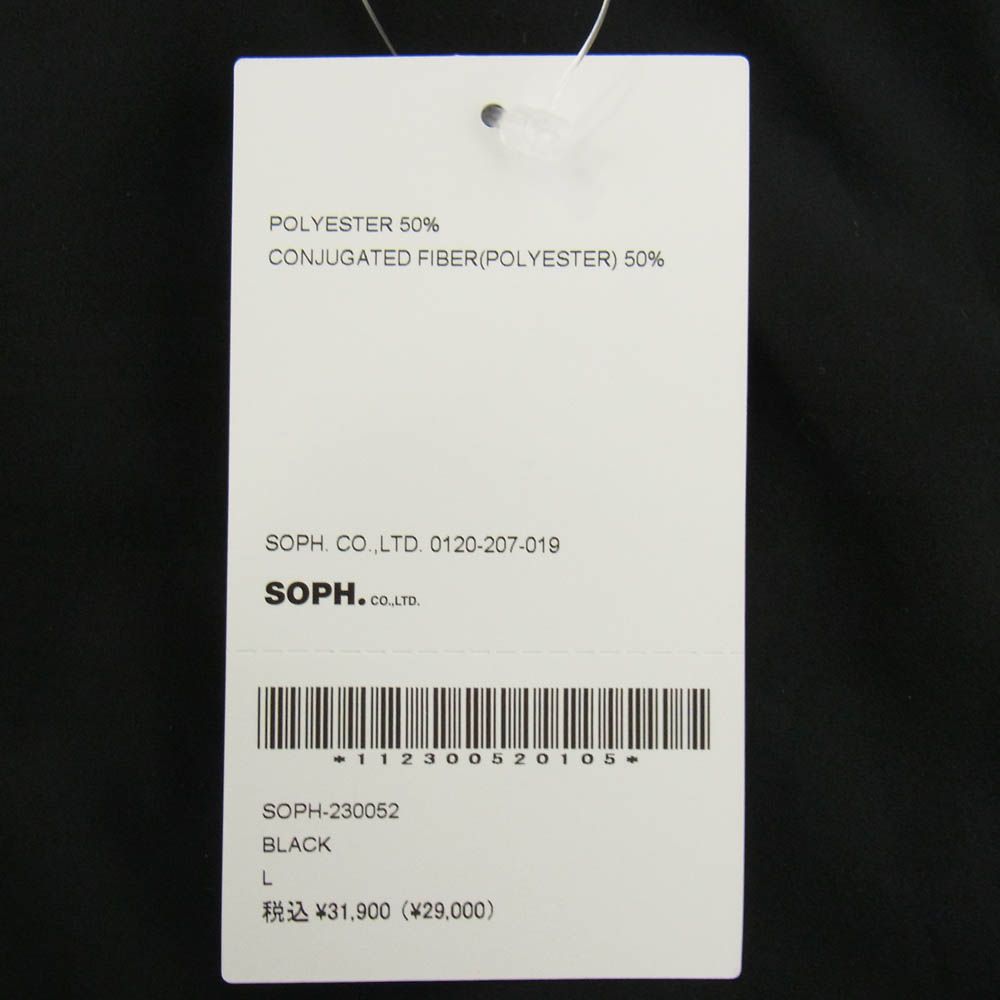 POLYESTER 50%
CONJUGATED FIBER(POLYESTER) 50%
SOPH. CO.,LTD. 0120-207-019
SOPH. CO.,LTD.
*112300520105*
SOPH-230052
BLACK
L
税込 ¥31,900 (¥29,000)